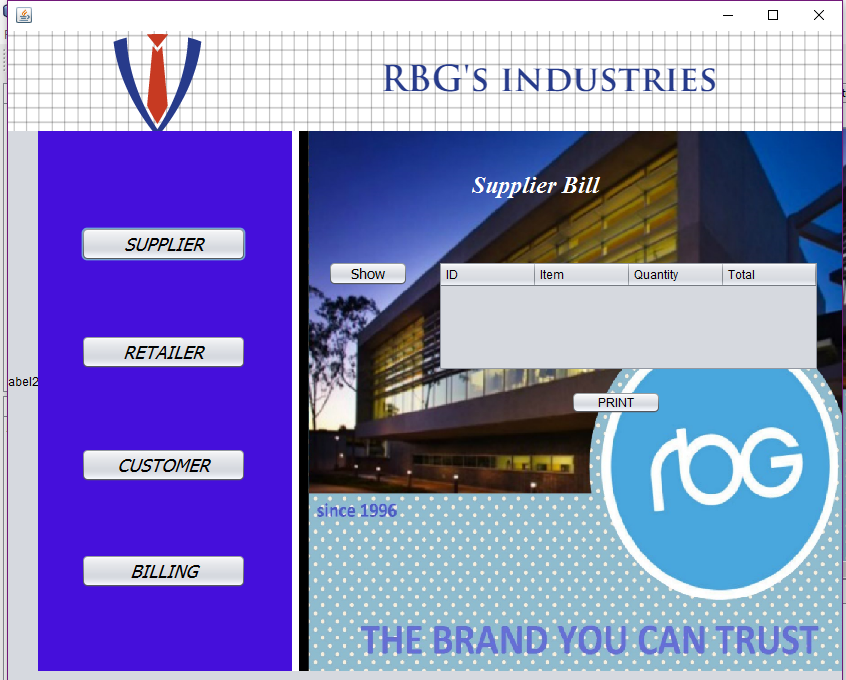 RBG'S INDUSTRIES
Supplier Bill
SUPPLIER
Show
ID Item Quantity Total
RETAILER
abel2
PRINT
rbG
CUSTOMER
since 1996
BILLING
THE BRAND YOU CAN TRUST